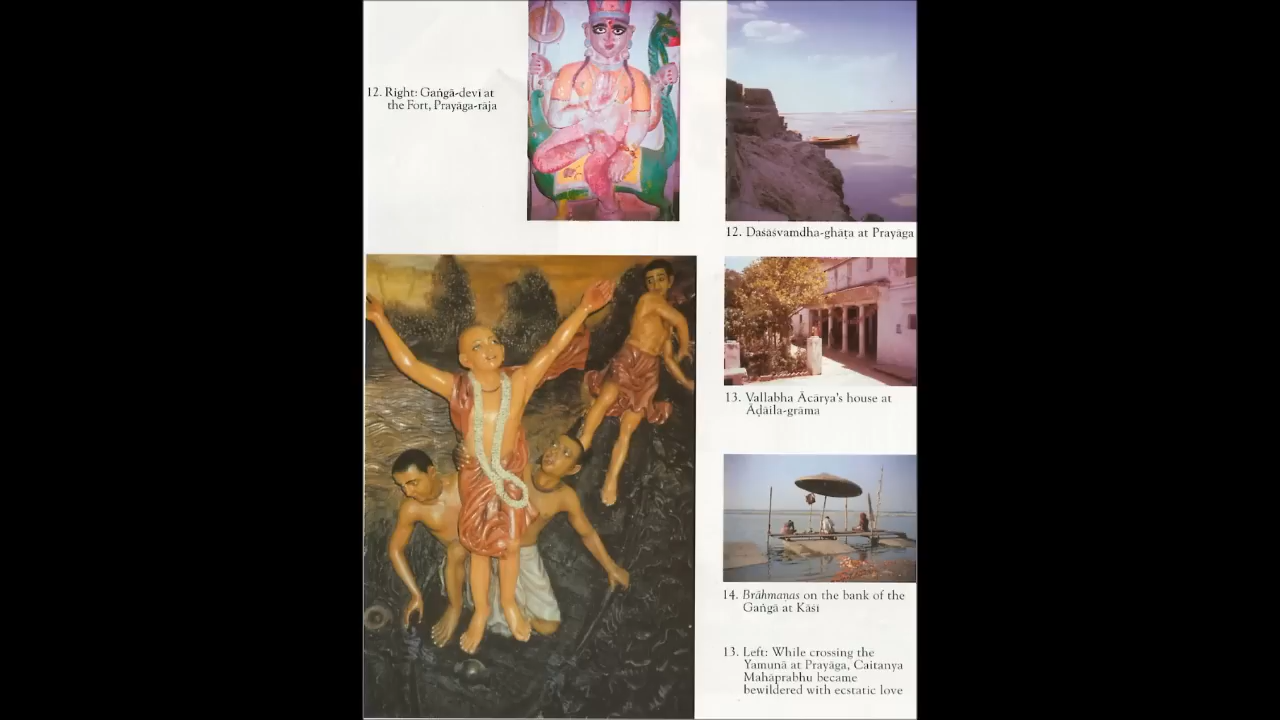 12. Right: Gaṅgā-devī at
the Fort, Prayāga-rāja
12. Daśāśvamdha-ghāṭa at Prayāga
13. Vallabha Ācārya's house at
Āḍāila-grāma
14. Brāhmaṇas on the bank of the
Gaṅgā at Kāśī
13. Left: While crossing the
Yamunā at Prayāga, Caitanya
Mahāprabhu became
bewildered with ecstatic love